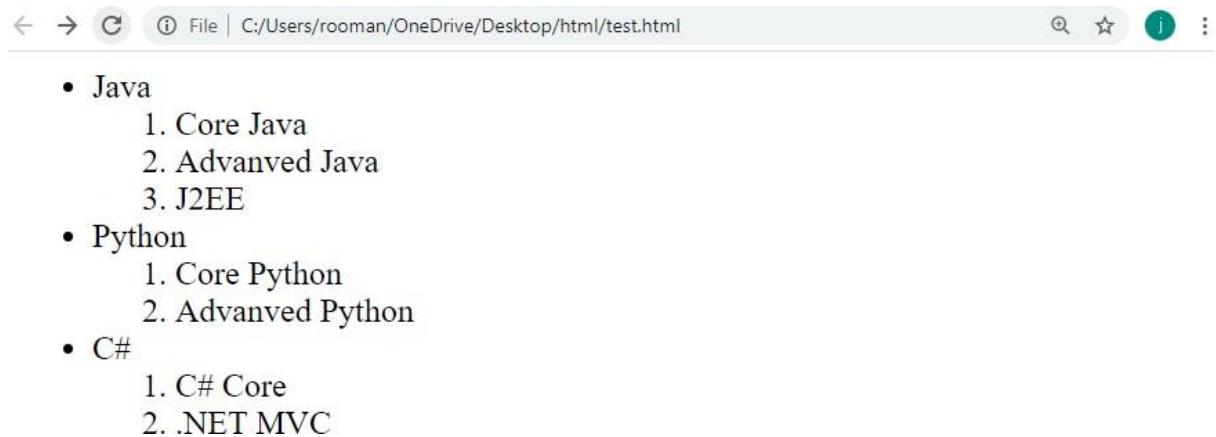 File | C:/Users/rooman/OneDrive/Desktop/html/test.html j
• Java
1. Core Java
2. Advanved Java
3. J2EE
• Python
1. Core Python
2. Advanved Python
• C#
1. C# Core
2. .NET MVC